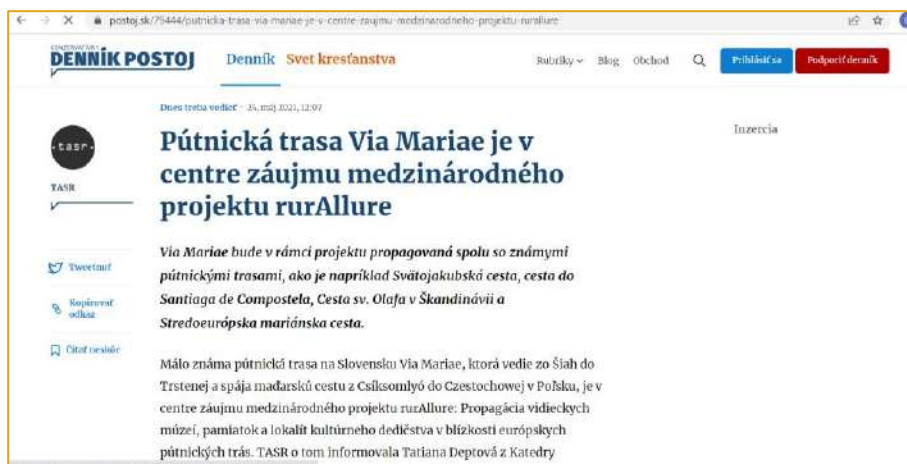 postoj.sk/79444/putnicka-trasa-via-mariae-je-v-centre-zaujmu-medzinarodneho-projektu-rurallure
DENNÍK POSTOJ
Denník Svet kresťanstva
Rubriky Blog Obchod
Prihlásiť sa
Podporiť denník
Dnes treba vedieť - 24. máj 2021, 12:07
.tasr.
TASR
Pútnická trasa Via Mariae je v
centre záujmu medzinárodného
projektu rurAllure
Inzercia
Via Mariae bude v rámci projektu propagovaná spolu so známymi
pútnickými trasami, ako je napríklad Svätojakubská cesta, cesta do
Santiaga de Compostela, Cesta sv. Olafa v Škandinávii a
Stredoeurópska mariánska cesta.
Tweetnuť
Kopírovať
odkaz
Čítať neskôr
Málo známa pútnická trasa na Slovensku Via Mariae, ktorá vedie zo Šiah do
Trstenej a spája maďarskú cestu z Csíksomlyó do Czestochowej v Poľsku, je v
centre záujmu medzinárodného projektu rurAllure: Propagácia vidieckych
múzeí, pamiatok a lokalít kultúrneho dedičstva v blízkosti európskych
pútnických trás. TASR o tom informovala Tatiana Deptová z Katedry